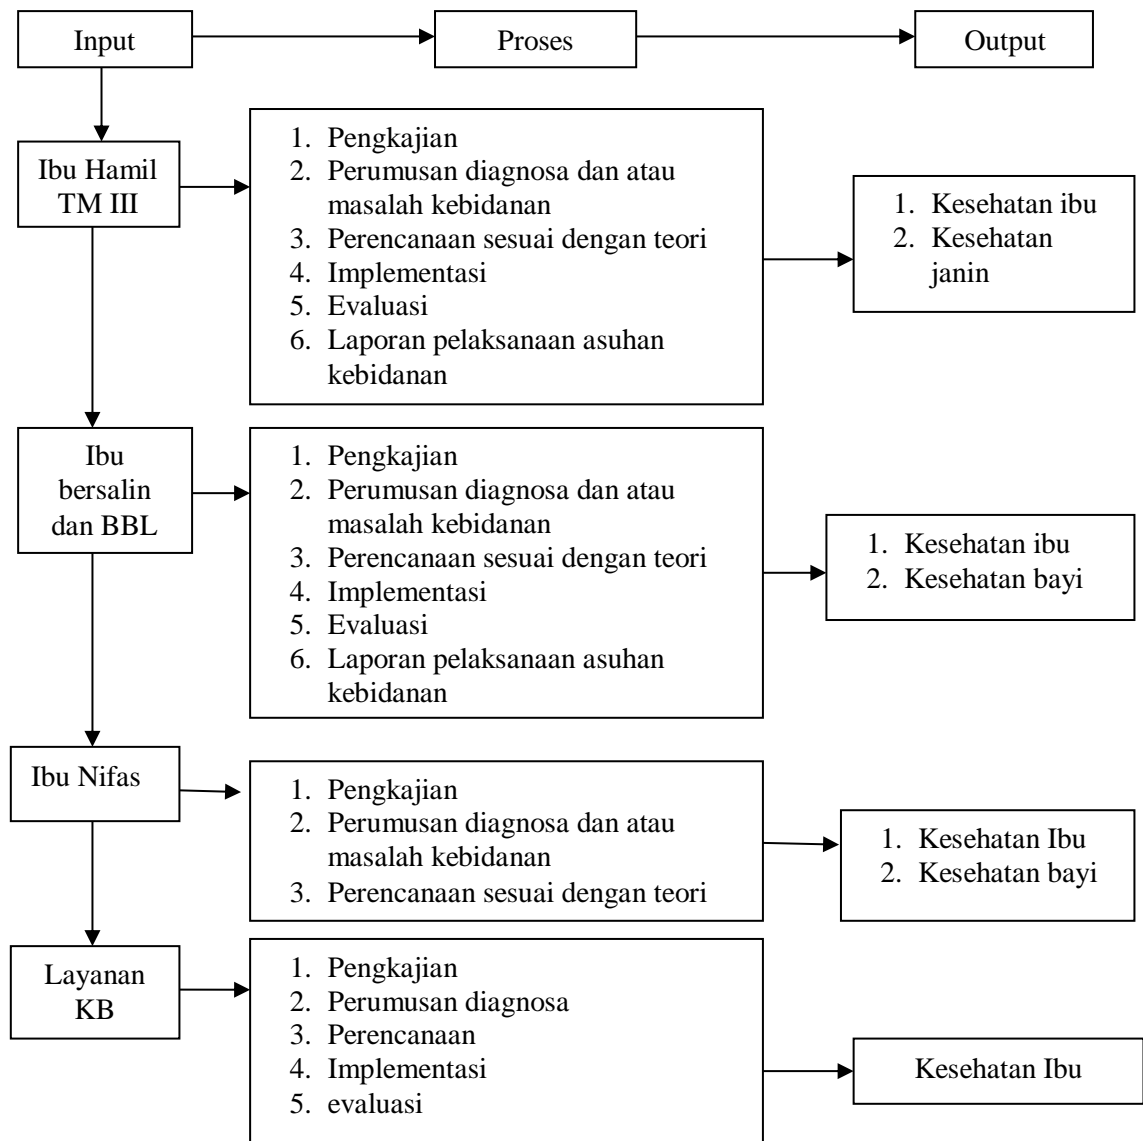 Input
Proses
Output
Ibu Hamil
TM III
1. Pengkajian
2. Perumusan diagnosa dan atau
masalah kebidanan
3. Perencanaan sesuai dengan teori
4. Implementasi
5. Evaluasi
6. Laporan pelaksanaan asuhan
kebidanan
1. Kesehatan ibu
2. Kesehatan
janin
Ibu
bersalin
dan BBL
1. Pengkajian
2. Perumusan diagnosa dan atau
masalah kebidanan
3. Perencanaan sesuai dengan teori
4. Implementasi
5. Evaluasi
6. Laporan pelaksanaan asuhan
kebidanan
1. Kesehatan ibu
2. Kesehatan bayi
Ibu Nifas
1. Pengkajian
2. Perumusan diagnosa dan atau
masalah kebidanan
3. Perencanaan sesuai dengan teori
1. Kesehatan Ibu
2. Kesehatan bayi
Layanan
KB
1. Pengkajian
2. Perumusan diagnosa
3. Perencanaan
4. Implementasi
5. evaluasi
Kesehatan Ibu